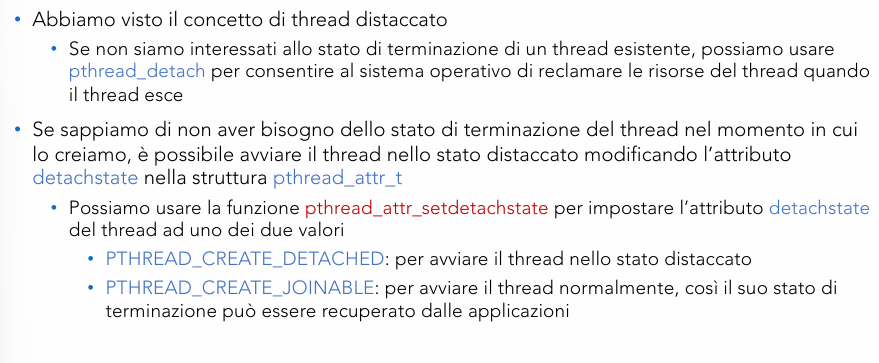 • Abbiamo visto il concetto di thread distaccato
• Se non siamo interessati allo stato di terminazione di un thread esistente, possiamo usare
pthread_detach per consentire al sistema operativo di reclamare le risorse del thread quando
il thread esce
• Se sappiamo di non aver bisogno dello stato di terminazione del thread nel momento in cui
lo creiamo, è possibile avviare il thread nello stato distaccato modificando l’attributo
detachstate nella struttura pthread_attr_t
• Possiamo usare la funzione pthread_attr_setdetachstate per impostare l’attributo detachstate
del thread ad uno dei due valori
• PTHREAD_CREATE_DETACHED: per avviare il thread nello stato distaccato
• PTHREAD_CREATE_JOINABLE: per avviare il thread normalmente, così il suo stato di
terminazione può essere recuperato dalle applicazioni